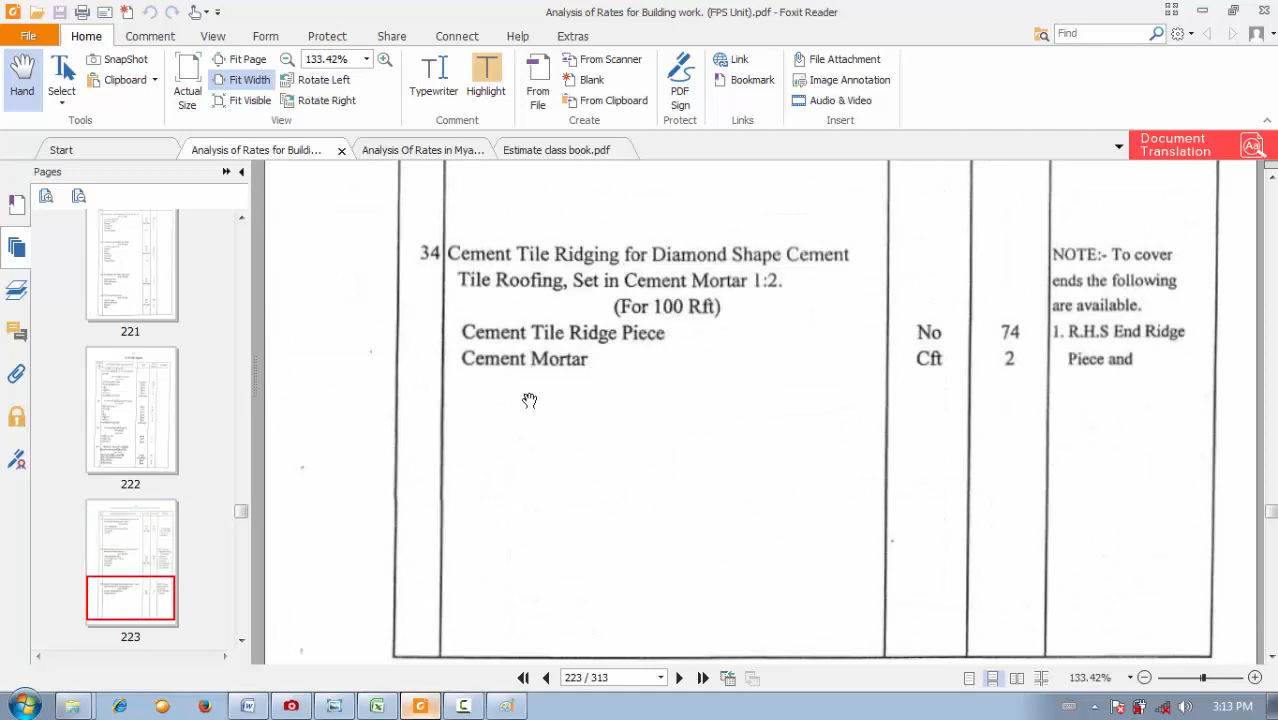 Analysis of Rates for Building work. (FPS Unit).pdf - Foxit Reader
File Home Comment View Form Protect Share Connect Help Extras Find
Hand
Select
SnapShot
Clipboard
Actual
Size
Fit Page
Fit Width
Fit Visible
133.42%
Rotate Left
Rotate Right
Typewriter
Highlight
From
File
From Scanner
Blank
From Clipboard
PDF
Sign
Link
Bookmark
File Attachment
Image Annotation
Audio & Video
Tools View Comment Create Protect Links Insert
Start
Analysis of Rates for Buildi...
Analysis Of Rates in Mya...
Estimate class book.pdf
Document
Translation
Pages
221
222
223
34 Cement Tile Ridging for Diamond Shape Cement
Tile Roofing, Set in Cement Mortar 1:2.
(For 100 Rft)
Cement Tile Ridge Piece No 74
Cement Mortar Cft 2
NOTE:- To cover
ends the following
are available.
1. R.H.S End Ridge
Piece and
223 / 313
133.42%
3:13 PM